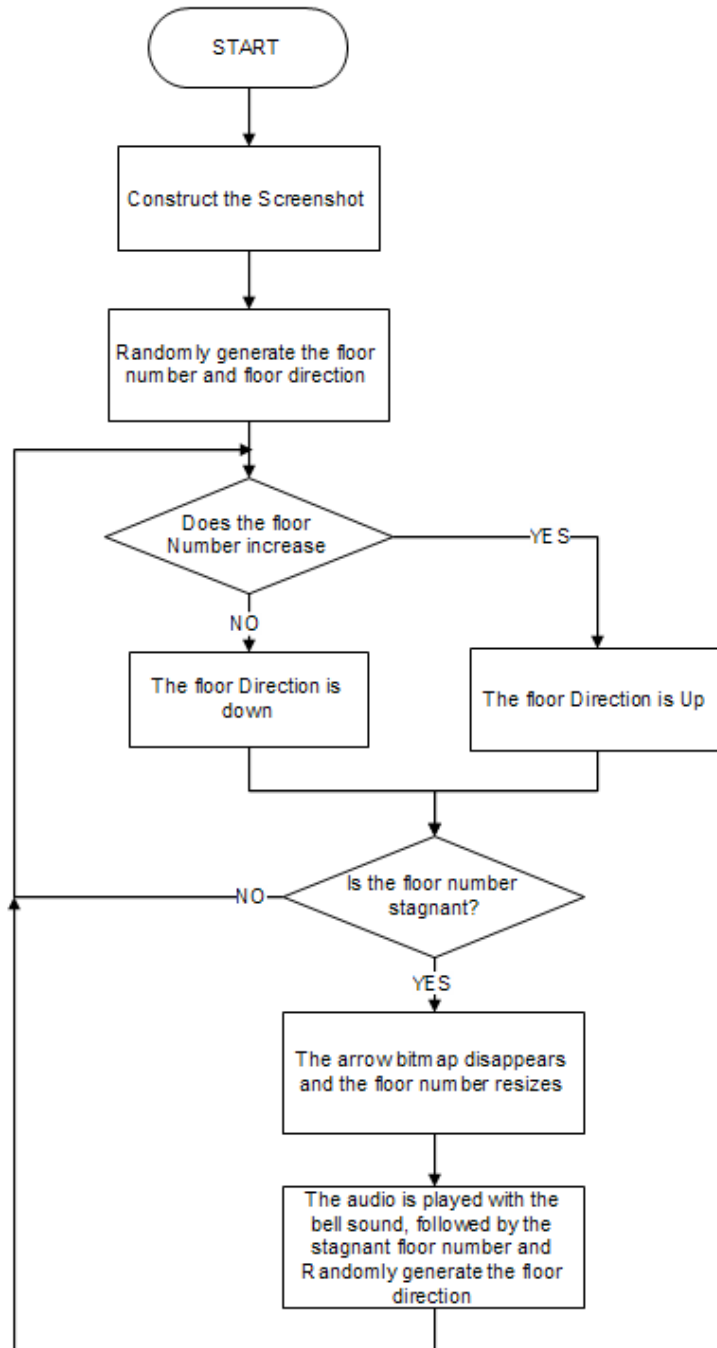 START
Construct the Screenshot
Randomly generate the floor
number and floor direction
Does the floor
Number increase
YES
NO
The floor Direction is
down
The floor Direction is Up
Is the floor number
stagnant?
NO
YES
The arrow bitmap disappears
and the floor number resizes
The audio is played with the
bell sound, followed by the
stagnant floor number and
Randomly generate the floor
direction